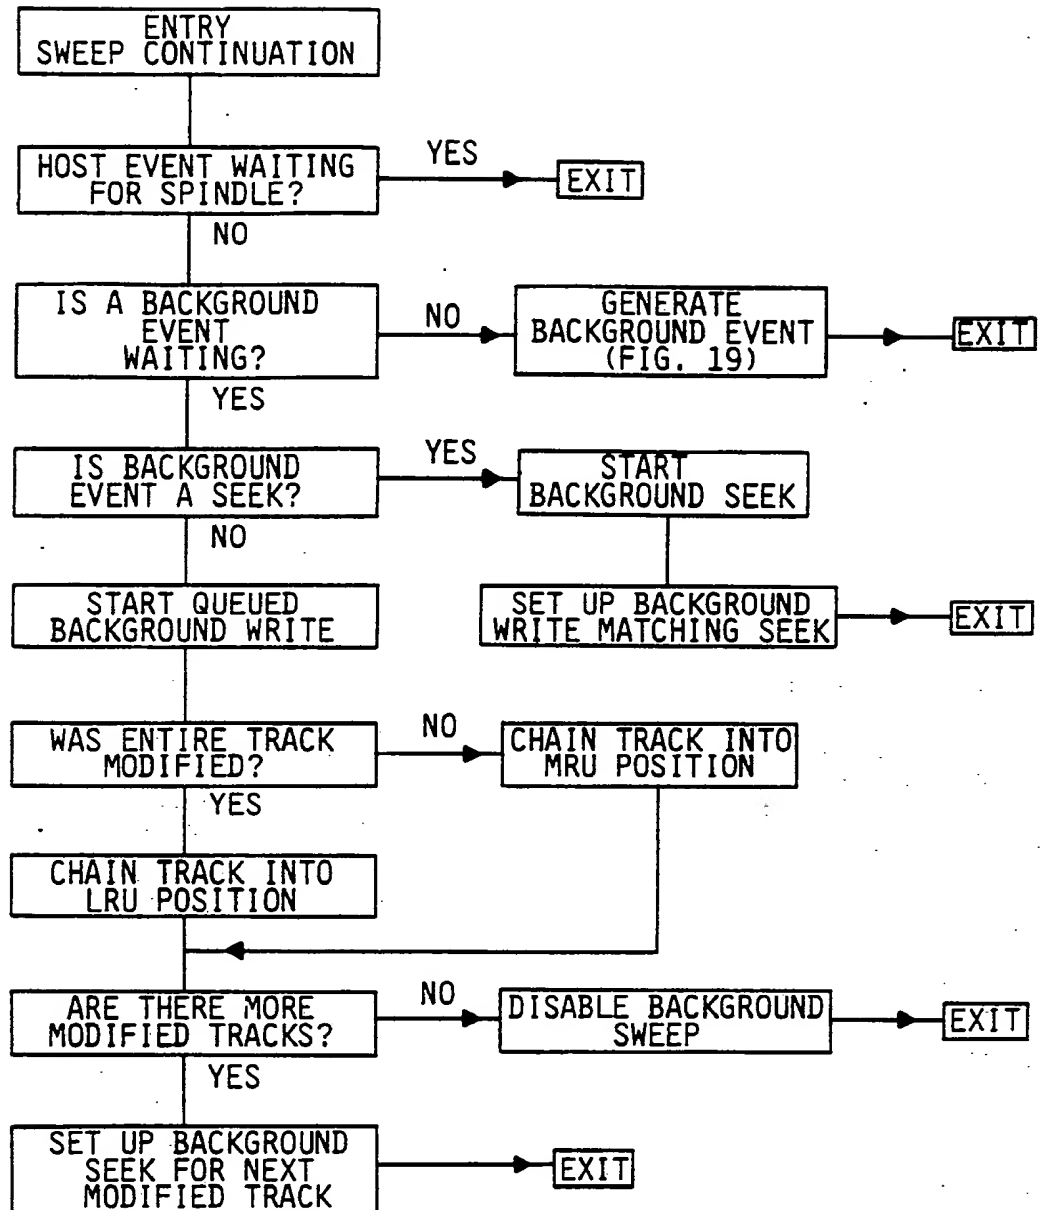 ENTRY
SWEEP CONTINUATION
HOST EVENT WAITING
FOR SPINDLE?
YES
EXIT
NO
IS A BACKGROUND
EVENT
WAITING?
NO
GENERATE
BACKGROUND EVENT
(FIG. 19)
EXIT
YES
IS BACKGROUND
EVENT A SEEK?
YES
START
BACKGROUND SEEK
NO
START QUEUED
BACKGROUND WRITE
SET UP BACKGROUND
WRITE MATCHING SEEK
EXIT
WAS ENTIRE TRACK
MODIFIED?
NO
CHAIN TRACK INTO
MRU POSITION
YES
CHAIN TRACK INTO
LRU POSITION
ARE THERE MORE
MODIFIED TRACKS?
NO
DISABLE BACKGROUND
SWEEP
EXIT
YES
SET UP BACKGROUND
SEEK FOR NEXT
MODIFIED TRACK
EXIT